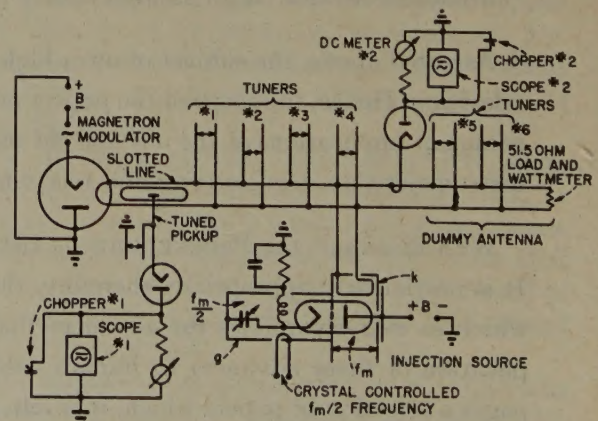 DC METER
*2
CHOPPER*2
SCOPE*2
TUNERS
*1
*2
*3
*4
TUNERS
*5
*6
+
B
-
MAGNETRON
MODULATOR
SLOTTED
LINE
51.5 OHM
LOAD AND
WATTMETER
TUNED
PICKUP
DUMMY ANTENNA
k
CHOPPER*1
SCOPE
*1
fm/2
g
+B-
fm
INJECTION SOURCE
CRYSTAL CONTROLLED
fm/2 FREQUENCY